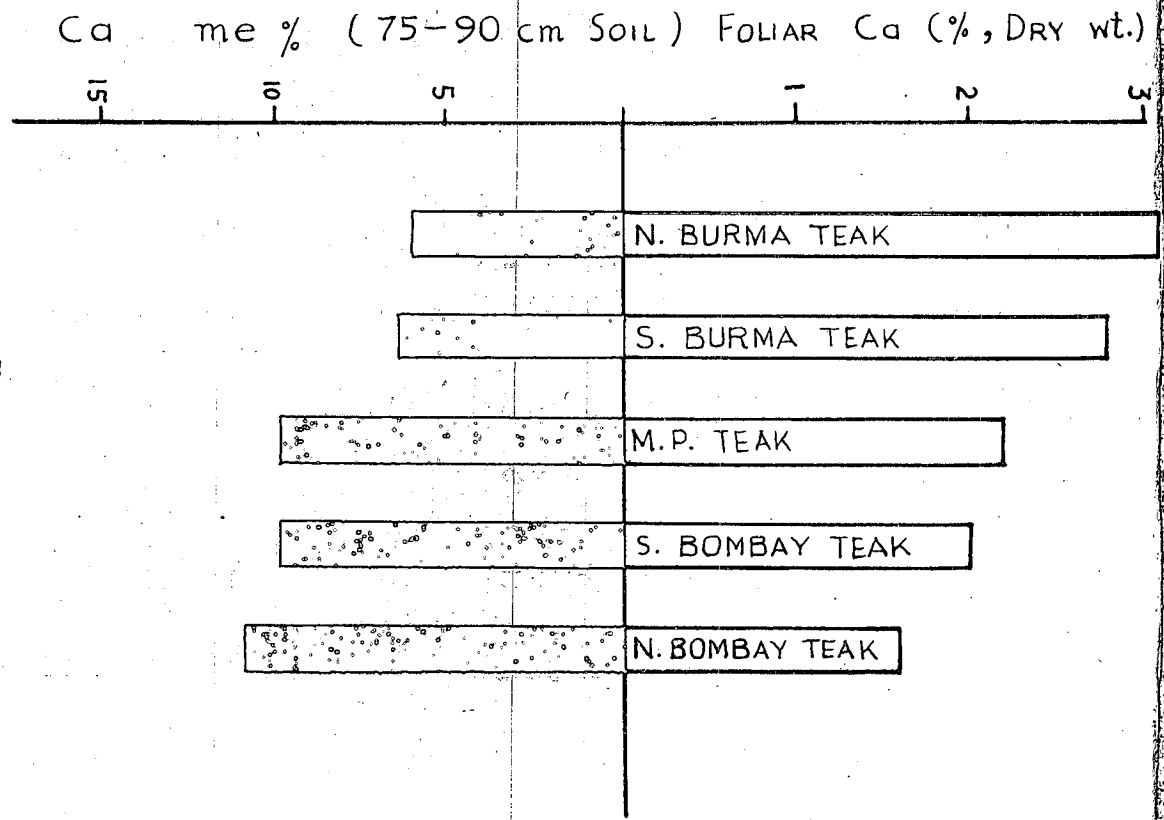 Ca me % (75-90 cm SOIL) FOLIAR Ca (%, DRY wt.)
15 10 5 1 2 3
N. BURMA TEAK
S. BURMA TEAK
M.P. TEAK
S. BOMBAY TEAK
N. BOMBAY TEAK